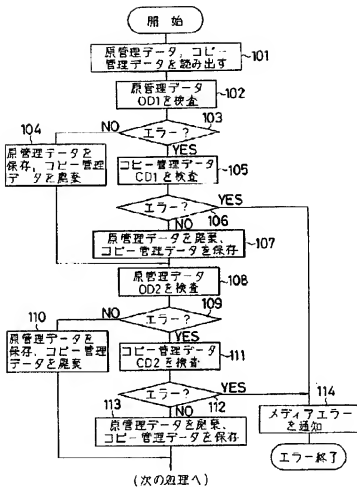 開始
原管理データ,コピー
管理データを読み出す
101
原管理データ
OD1を検査
102
エラー?
103
NO
YES
104
原管理データを
保存,コピー管理
データを廃棄
コピー管理データ
CD1を検査
105
エラー?
YES
106
NO
原管理データを廃棄、
コピー管理データを保存
107
原管理データ
OD2を検査
108
エラー?
109
NO
YES
110
原管理データを
保存、コピー管理
データを廃棄
コピー管理データ
CD2を検査
111
エラー?
YES
112
NO
113
原管理データを廃棄、
コピー管理データを保存
114
メディアエラー
を通知
エラー終了
(次の処理へ)